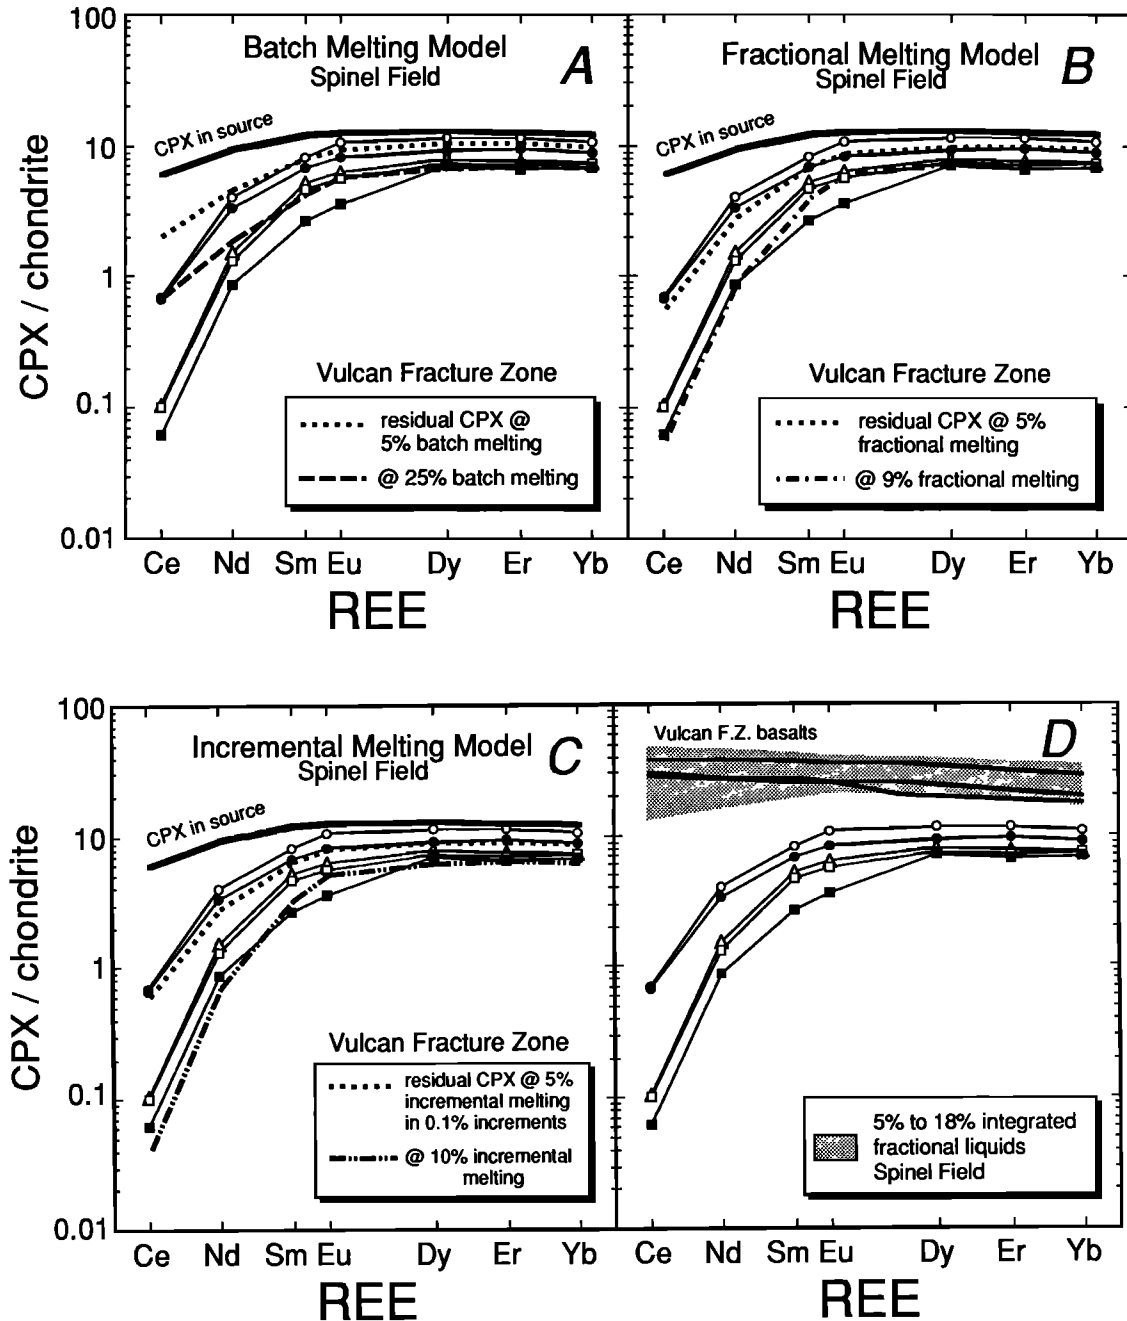 100
10
1
0.1
0.01
CPX / chondrite
Batch Melting Model
Spinel Field
A
CPX in source
Vulcan Fracture Zone
residual CPX @
5% batch melting
@ 25% batch melting
Ce Nd Sm Eu Dy Er Yb
REE
Fractional Melting Model
Spinel Field
B
CPX in source
Vulcan Fracture Zone
residual CPX @ 5%
fractional melting
@ 9% fractional melting
Ce Nd Sm Eu Dy Er Yb
REE
100
10
1
0.1
0.01
CPX / chondrite
Incremental Melting Model
Spinel Field
C
CPX in source
Vulcan Fracture Zone
residual CPX @ 5%
incremental melting
in 0.1% increments
@ 10% incremental
melting
Ce Nd Sm Eu Dy Er Yb
REE
Vulcan F.Z. basalts
D
5% to 18% integrated
fractional liquids
Spinel Field
Ce Nd Sm Eu Dy Er Yb
REE